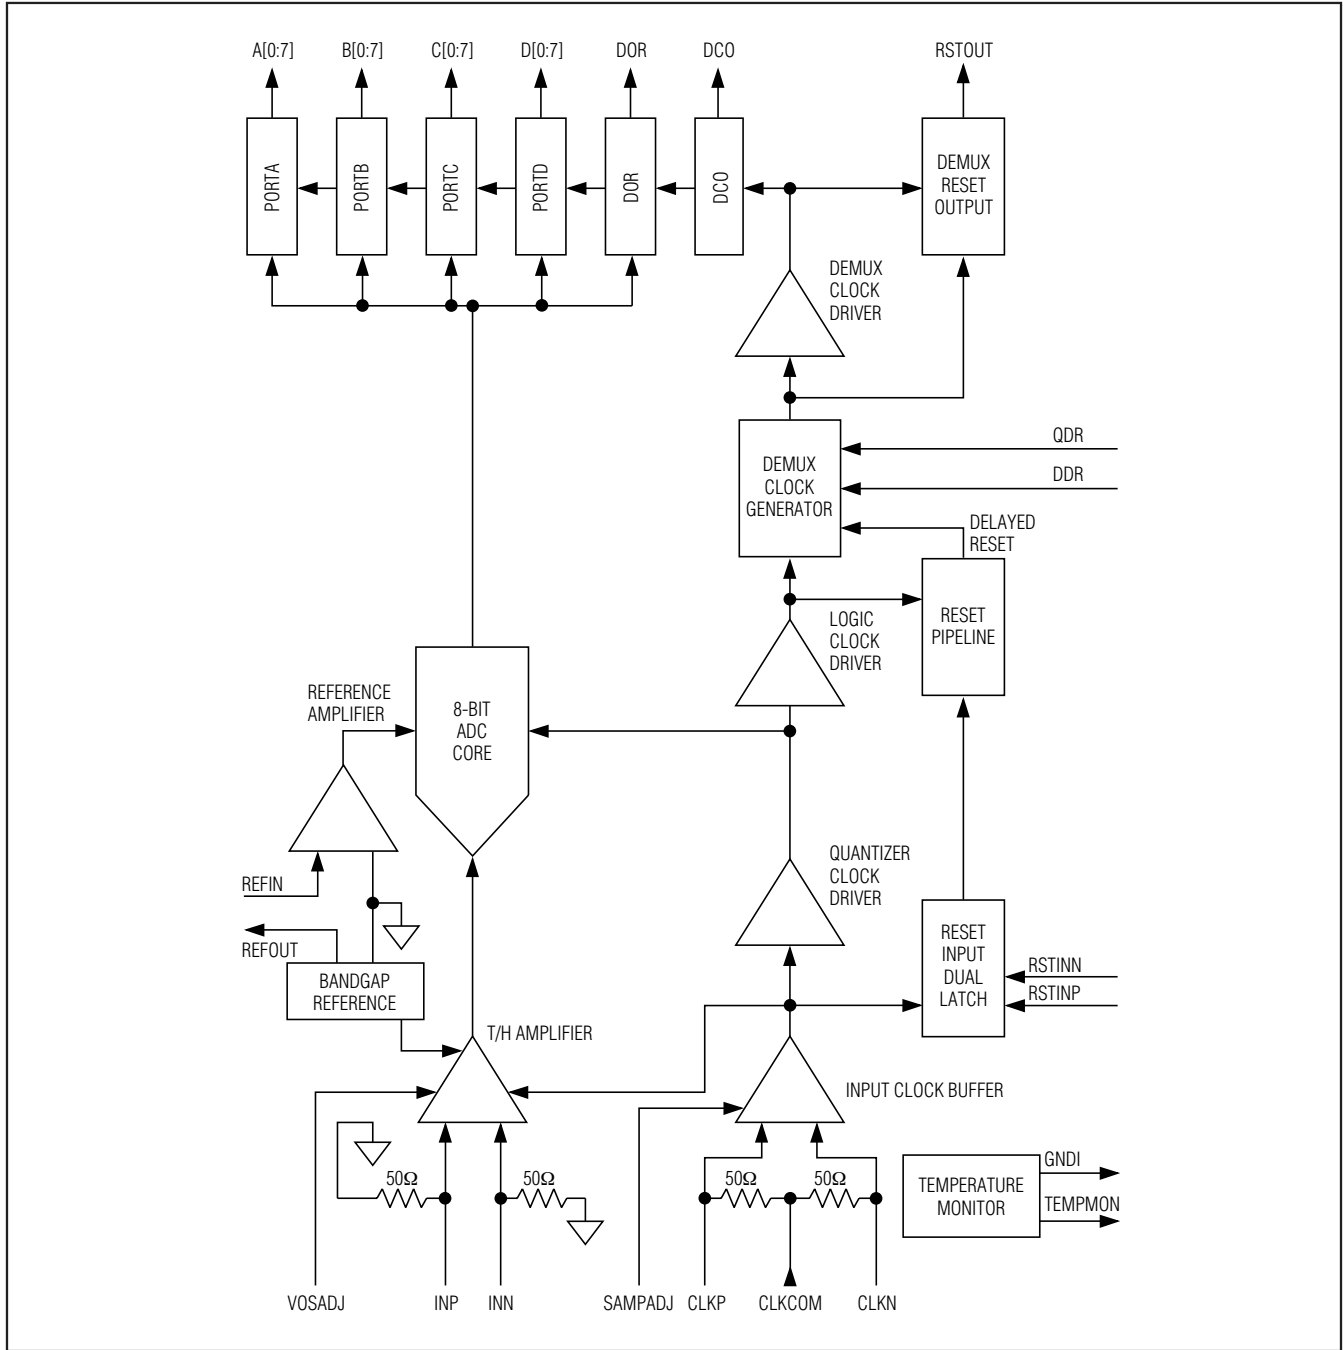 A[0:7] B[0:7] C[0:7] D[0:7] DOR DCO RSTOUT
PORTA PORTB PORTC PORTD DOR DCO
DEMUX
RESET
OUTPUT
DEMUX
CLOCK
DRIVER
QDR
DEMUX
CLOCK
GENERATOR
DDR
DELAYED
RESET
LOGIC
CLOCK
DRIVER
RESET
PIPELINE
REFERENCE
AMPLIFIER
8-BIT
ADC
CORE
QUANTIZER
CLOCK
DRIVER
REFIN
REFOUT
BANDGAP
REFERENCE
RESET
INPUT
DUAL
LATCH
RSTINN
RSTINP
T/H AMPLIFIER
INPUT CLOCK BUFFER
50Ω 50Ω 50Ω 50Ω
TEMPERATURE
MONITOR
GNDI
TEMPMON
VOSADJ INP INN SAMPADJ CLKP CLKCOM CLKN